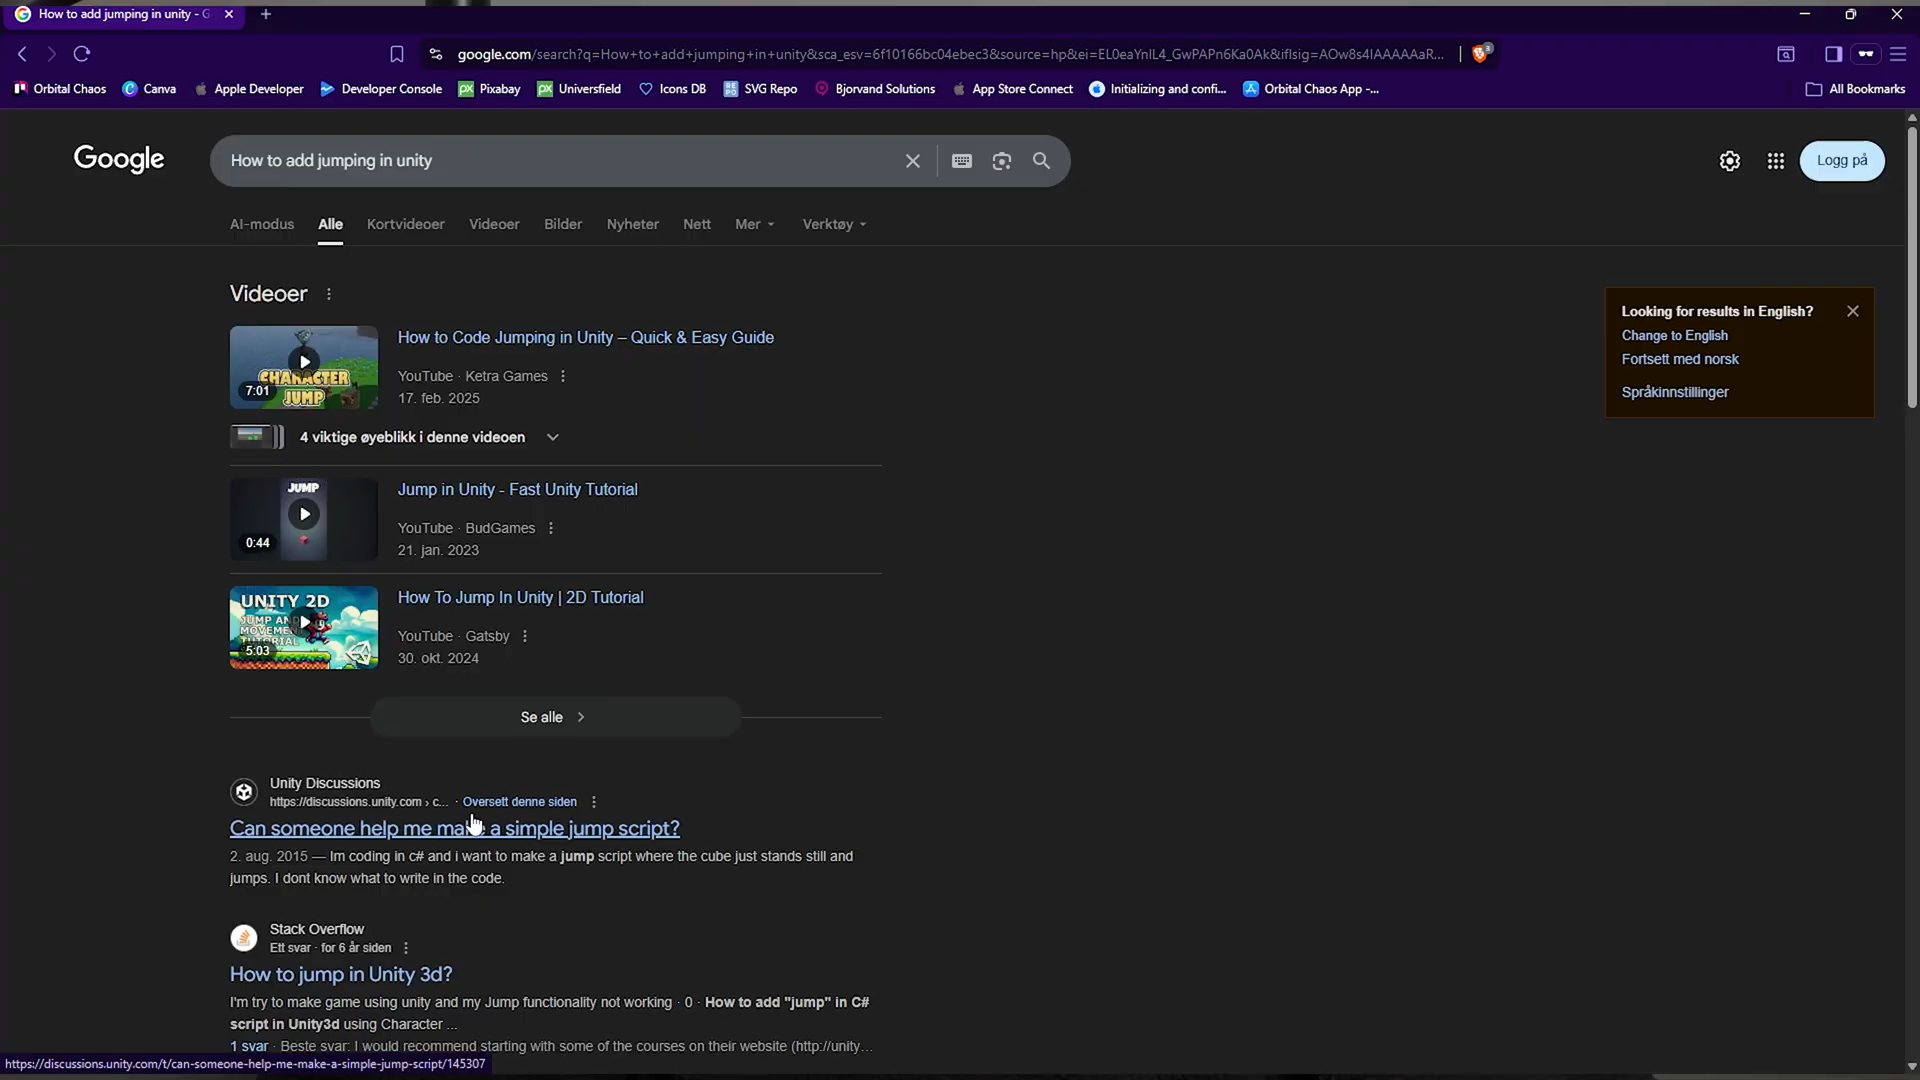 How to add jumping in unity - G
google.com/search?q=How+to+add+jumping+in+unity&sca_esv=6f10166bc04ebec3&source=hp&ei=EL0eaYnIL4_GwPAPn6Ka0Ak&iflsig=AOw8s4IAAAAAaR...
3
Orbital Chaos
Canva
Apple Developer
Developer Console
Pixabay
Universfield
Icons DB
SVG Repo
Bjorvand Solutions
App Store Connect
Initializing and confi...
Orbital Chaos App -...
All Bookmarks
Google
How to add jumping in unity
Logg på
AI-modus
Alle
Kortvideoer
Videoer
Bilder
Nyheter
Nett
Mer
Verktøy
Videoer
Looking for results in English?
Change to English
Fortsett med norsk
Språkinnstillinger
CHARACTER
JUMP
7:01
How to Code Jumping in Unity – Quick & Easy Guide
YouTube · Ketra Games
17. feb. 2025
4 viktige øyeblikk i denne videoen
JUMP
0:44
Jump in Unity - Fast Unity Tutorial
YouTube · BudGames
21. jan. 2023
UNITY 2D
JUMP AND
MOVEMENT
TUTORIAL
5:03
How To Jump In Unity | 2D Tutorial
YouTube · Gatsby
30. okt. 2024
Se alle
Unity Discussions
https://discussions.unity.com › c... · Oversett denne siden
Can someone help me make a simple jump script?
2. aug. 2015 — Im coding in c# and i want to make a jump script where the cube just stands still and
jumps. I dont know what to write in the code.
Stack Overflow
Ett svar · for 6 år siden
How to jump in Unity 3d?
I'm try to make game using unity and my Jump functionality not working · 0 · How to add "jump" in C#
script in Unity3d using Character ...
1 svar · Beste svar: I would recommend starting with some of the courses on their website (http://unity...
https://discussions.unity.com/t/can-someone-help-me-make-a-simple-jump-script/145307